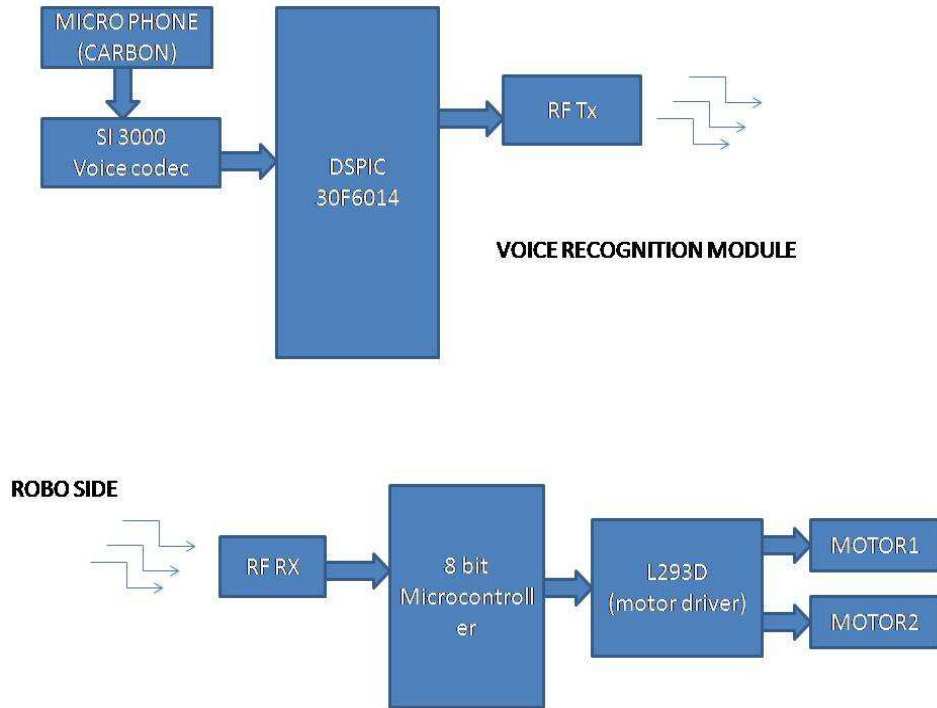 MICRO PHONE
(CARBON)
SI 3000
Voice codec
DSPIC
30F6014
RF Tx
VOICE RECOGNITION MODULE
ROBO SIDE
RF RX
8 bit
Microcontroll
er
L293D
(motor driver)
MOTOR1
MOTOR2